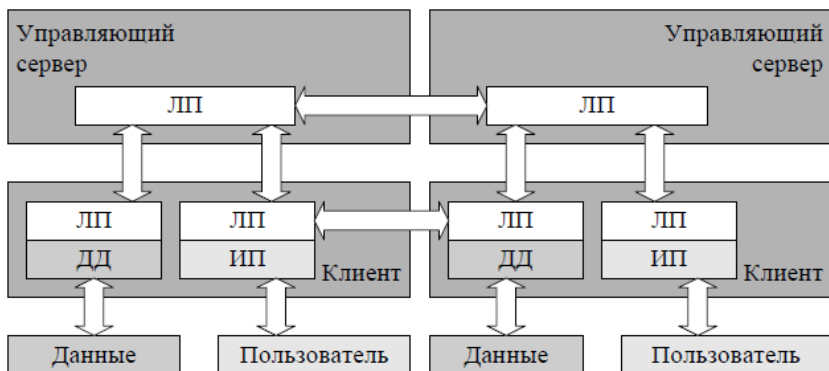 Управляющий
сервер
ЛП
Управляющий
сервер
ЛП
ЛП
ДД
ЛП
ИП
Клиент
ЛП
ДД
ЛП
ИП
Клиент
Данные
Пользователь
Данные
Пользователь